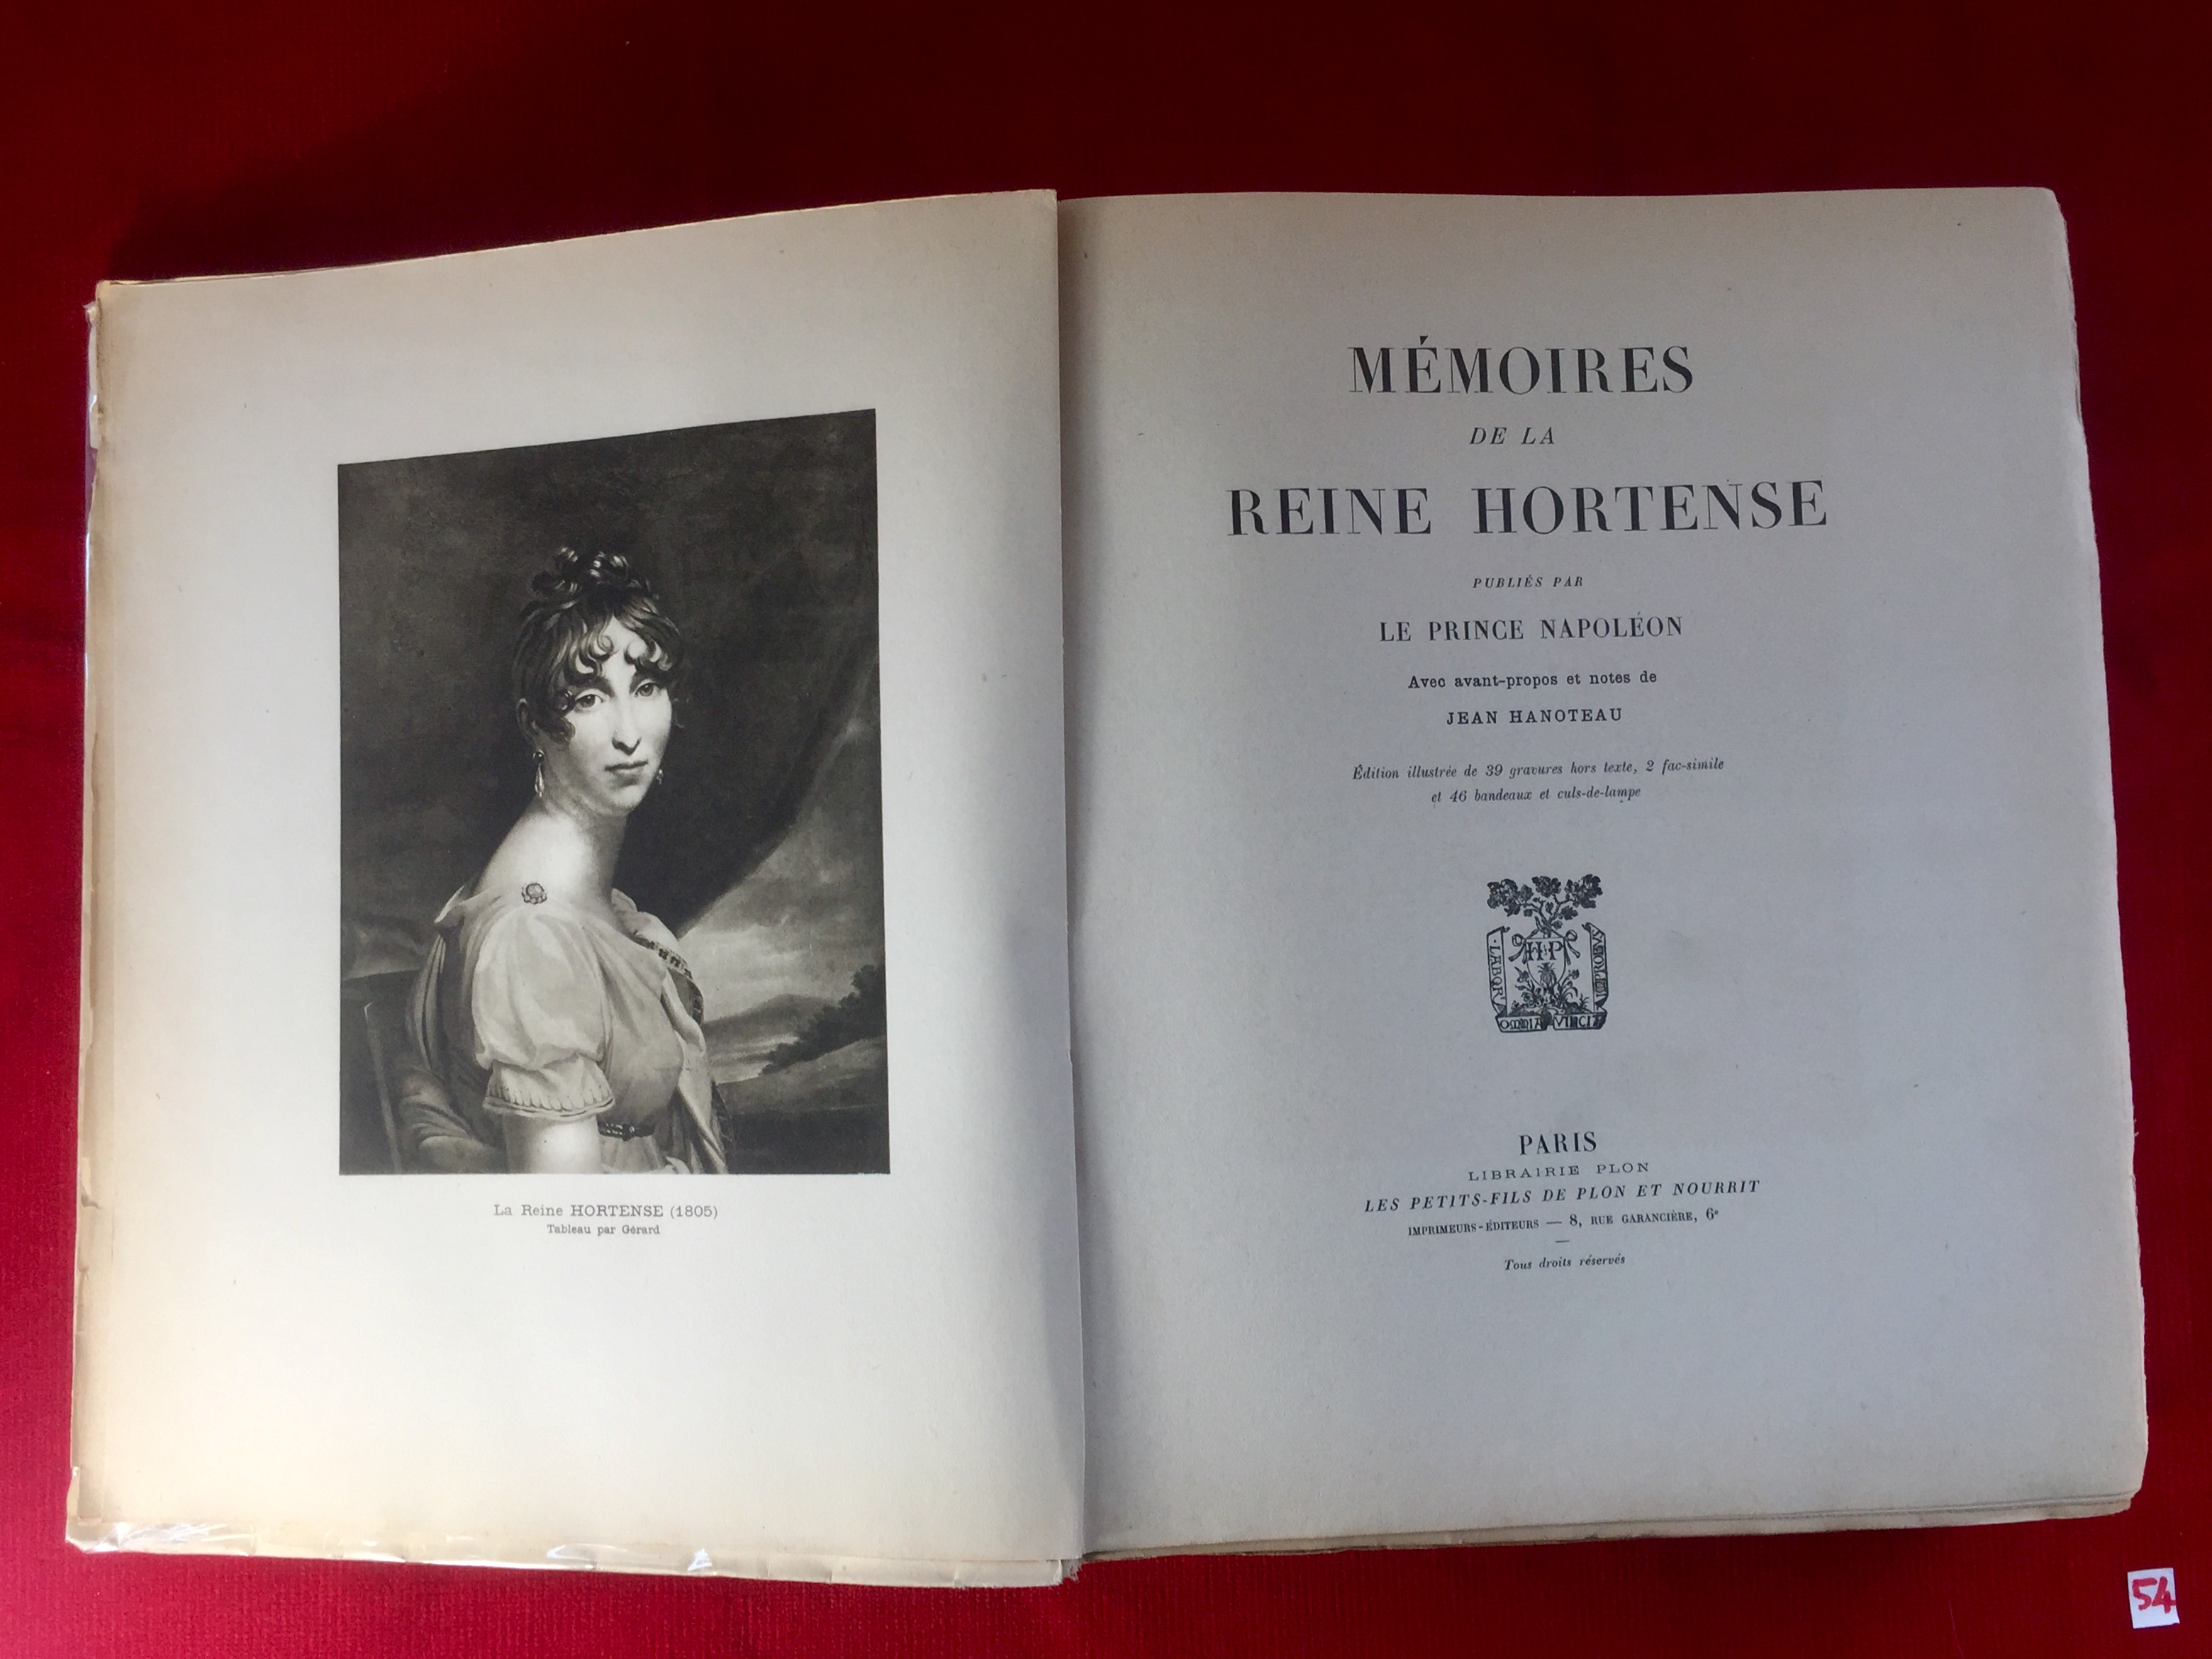 La Reine HORTENSE (1805)
Tableau par Gérard
MÉMOIRES
DE LA
REINE HORTENSE
PUBLIÉS PAR
LE PRINCE NAPOLÉON
Avec avant-propos et notes de
JEAN HANOTEAU
Édition illustrée de 39 gravures hors texte, 2 fac-simile
et 46 bandeaux et culs-de-lampe
H P
LABOR
OMNIA VINCIT
PARIS
LIBRAIRIE PLON
LES PETITS-FILS DE PLON ET NOURRIT
IMPRIMEURS-ÉDITEURS — 8, RUE GARANCIÈRE, 6e
Tous droits réservés
54